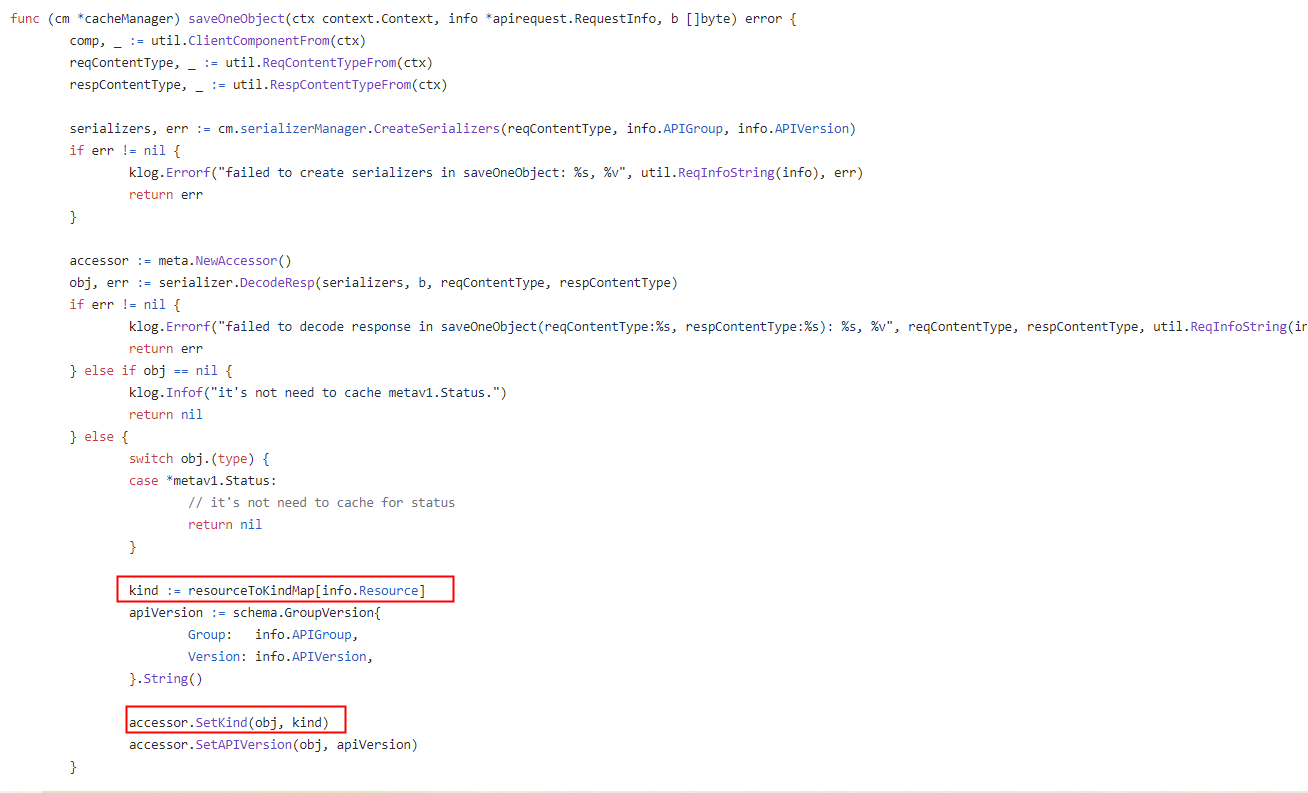 func (cm *cacheManager) saveOneObject(ctx context.Context, info *apirequest.RequestInfo, b []byte) error {
comp, _ := util.ClientComponentFrom(ctx)
reqContentType, _ := util.ReqContentTypeFrom(ctx)
respContentType, _ := util.RespContentTypeFrom(ctx)
serializers, err := cm.serializerManager.CreateSerializers(reqContentType, info.APIGroup, info.APIVersion)
if err != nil {
klog.Errorf("failed to create serializers in saveOneObject: %s, %v", util.ReqInfoString(info), err)
return err
}
accessor := meta.NewAccessor()
obj, err := serializer.DecodeResp(serializers, b, reqContentType, respContentType)
if err != nil {
klog.Errorf("failed to decode response in saveOneObject(reqContentType:%s, respContentType:%s): %s, %v", reqContentType, respContentType, util.ReqInfoString(in
return err
} else if obj == nil {
klog.Infof("it's not need to cache metav1.Status.")
return nil
} else {
switch obj.(type) {
case *metav1.Status:
// it's not need to cache for status
return nil
}
kind := resourceToKindMap[info.Resource]
apiVersion := schema.GroupVersion{
Group: info.APIGroup,
Version: info.APIVersion,
}.String()
accessor.SetKind(obj, kind)
accessor.SetAPIVersion(obj, apiVersion)
}